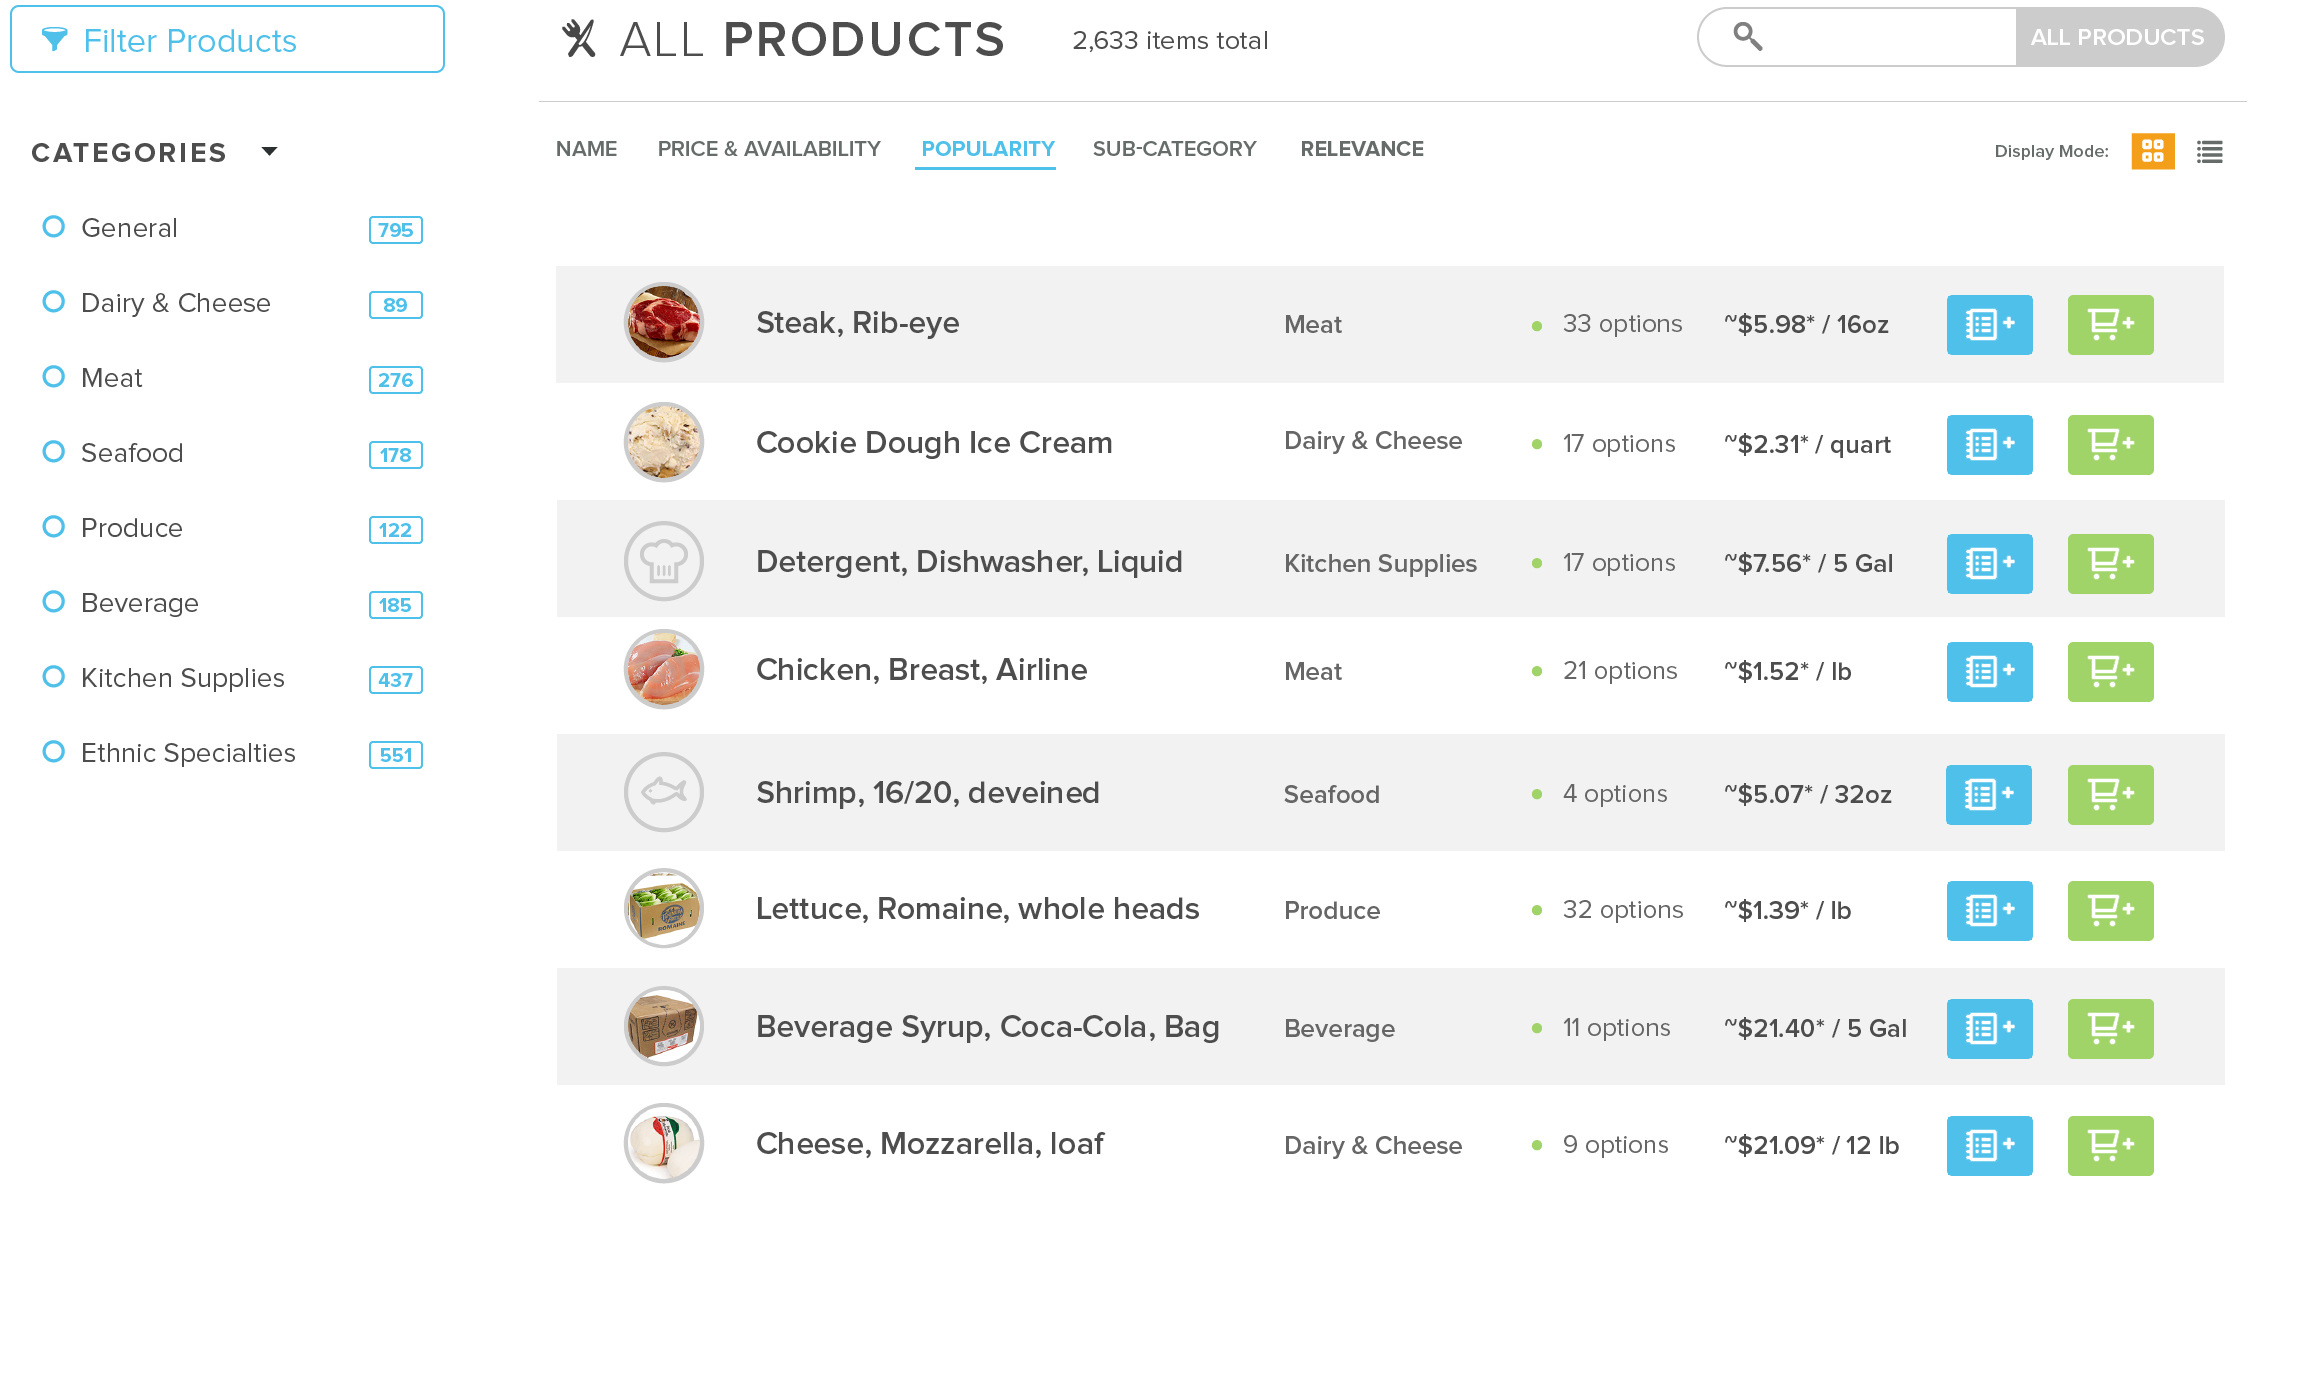 Filter Products
ALL PRODUCTS 2,633 items total
ALL PRODUCTS
CATEGORIES
NAME PRICE & AVAILABILITY POPULARITY SUB-CATEGORY RELEVANCE Display Mode:
General 795
Dairy & Cheese 89
Meat 276
Seafood 178
Produce 122
Beverage 185
Kitchen Supplies 437
Ethnic Specialties 551
Steak, Rib-eye Meat 33 options ~$5.98* / 16oz
Cookie Dough Ice Cream Dairy & Cheese 17 options ~$2.31* / quart
Detergent, Dishwasher, Liquid Kitchen Supplies 17 options ~$7.56* / 5 Gal
Chicken, Breast, Airline Meat 21 options ~$1.52* / lb
Shrimp, 16/20, deveined Seafood 4 options ~$5.07* / 32oz
Lettuce, Romaine, whole heads Produce 32 options ~$1.39* / lb
ROMAINE
Beverage Syrup, Coca-Cola, Bag Beverage 11 options ~$21.40* / 5 Gal
Cheese, Mozzarella, loaf Dairy & Cheese 9 options ~$21.09* / 12 lb